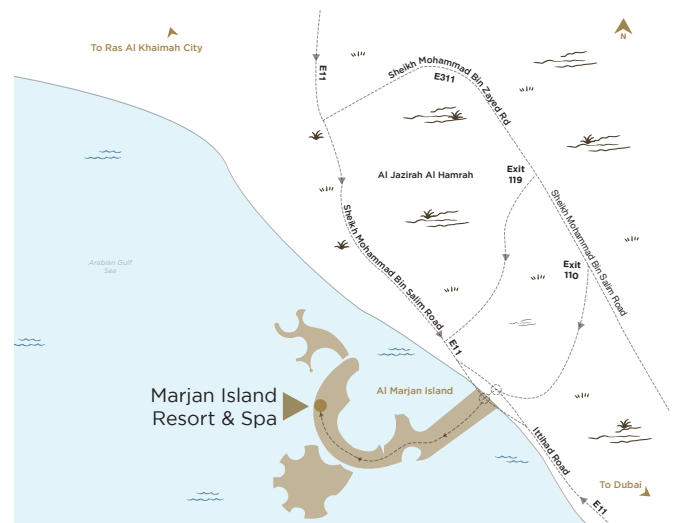 N
To Ras Al Khaimah City
E11
Sheikh Mohammad Bin Zayed Rd
E311
Al Jazirah Al Hamrah
Exit
119
Sheikh Mohammad Bin Salim Road
Sheikh Mohammad Bin Salim Road
Exit
110
Arabian Gulf
Sea
E11
Al Marjan Island
Marjan Island
Resort & Spa
Ittihad Road
To Dubai
E11